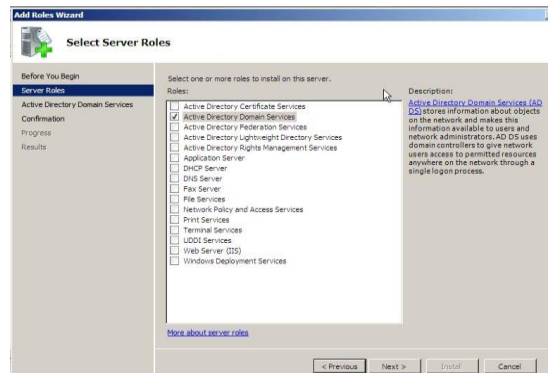 Add Roles Wizard
Select Server Roles
Before You Begin
Server Roles
Active Directory Domain Services
Confirmation
Progress
Results
Select one or more roles to install on this server.
Roles:
Active Directory Certificate Services
Active Directory Domain Services
Active Directory Federation Services
Active Directory Lightweight Directory Services
Active Directory Rights Management Services
Application Server
DHCP Server
DNS Server
Fax Server
File Services
Network Policy and Access Services
Print Services
Terminal Services
UDDI Services
Web Server (IIS)
Windows Deployment Services
More about server roles
Description:
Active Directory Domain Services (AD
DS) stores information about objects
on the network and makes this
information available to users and
network administrators. AD DS uses
domain controllers to give network
users access to permitted resources
anywhere on the network through a
single logon process.
< Previous
Next >
Install
Cancel